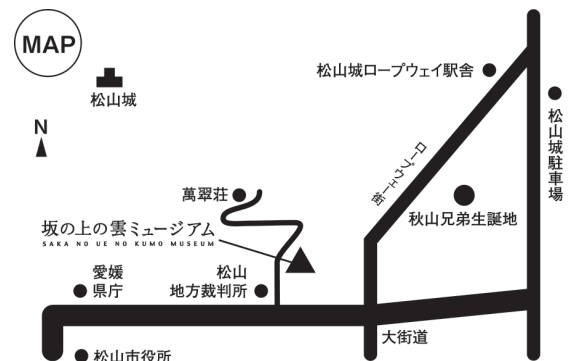 MAP
松山城ロープウェイ駅舎
松山城
松山城駐車場
N
ロープウェー街
萬翠荘
秋山兄弟生誕地
坂の上の雲ミュージアム
SAKA NO UE NO KUMO MUSEUM
愛媛
県庁
松山
地方裁判所
大街道
松山市役所